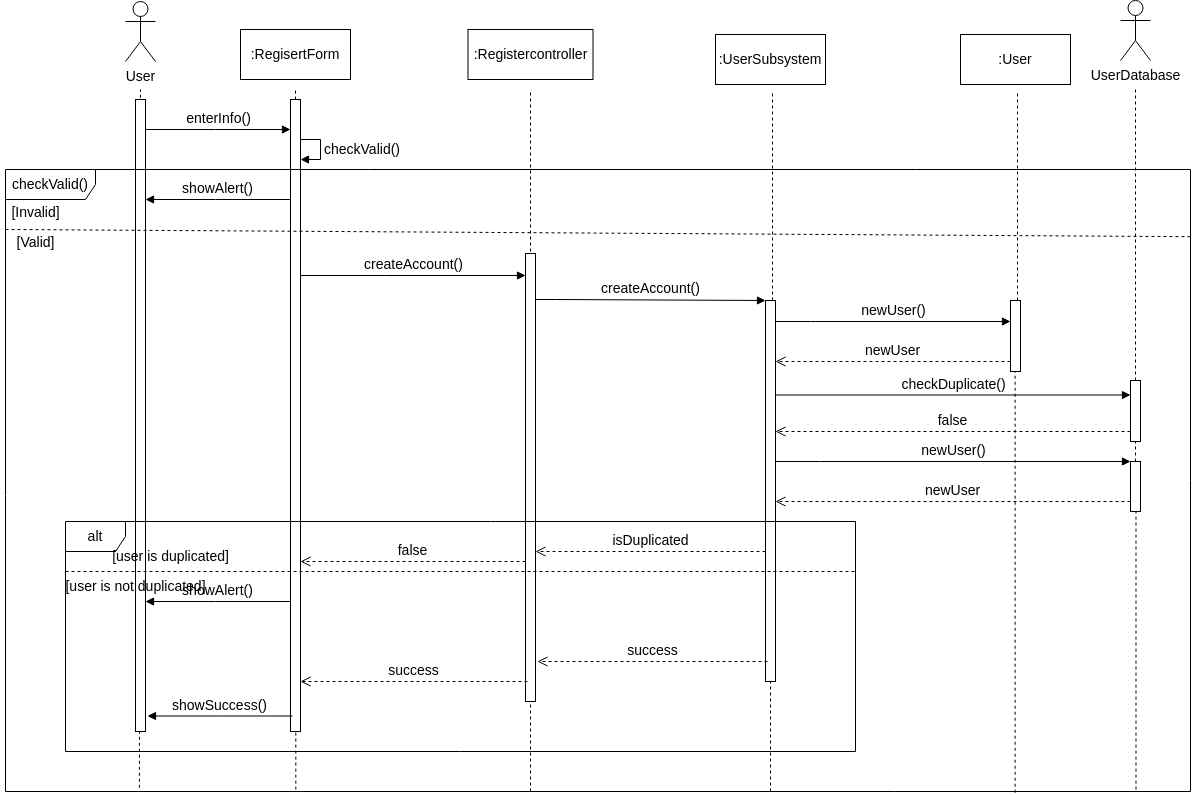 User
:RegisertForm
:Registercontroller
:UserSubsystem
:User
UserDatabase
enterInfo()
checkValid()
checkValid()
showAlert()
[Invalid]
[Valid]
createAccount()
createAccount()
newUser()
newUser
checkDuplicate()
false
newUser()
newUser
alt
isDuplicated
[user is duplicated]
false
[user is not duplicated]
showAlert()
success
success
showSuccess()